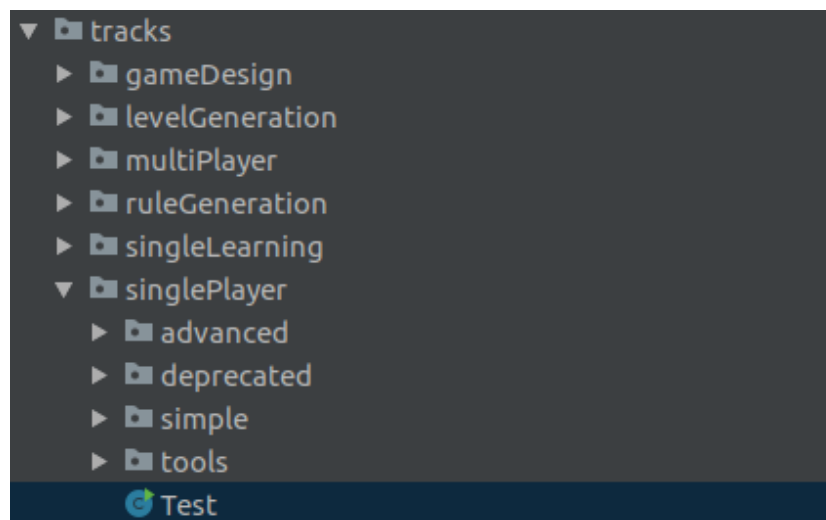 tracks
gameDesign
levelGeneration
multiPlayer
ruleGeneration
singleLearning
singlePlayer
advanced
deprecated
simple
tools
Test